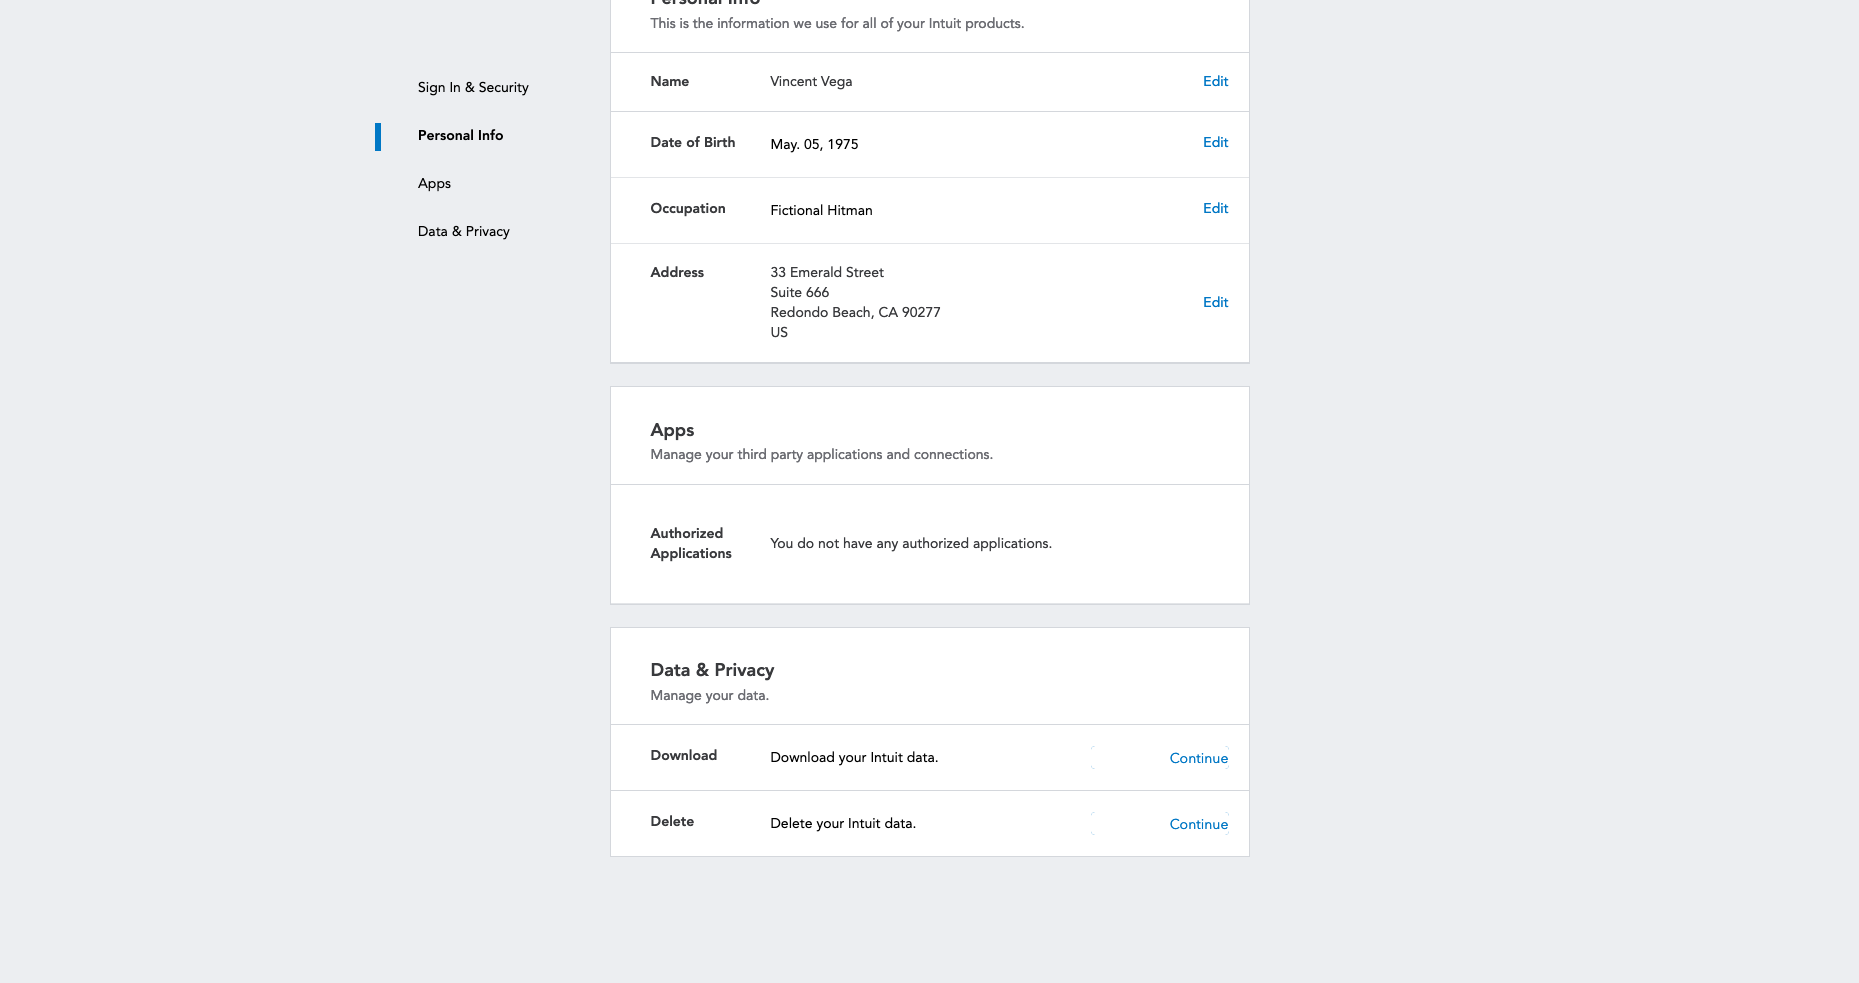 Personal Info
This is the information we use for all of your Intuit products.
Sign In & Security
Personal Info
Apps
Data & Privacy
Name Vincent Vega Edit
Date of Birth May. 05, 1975 Edit
Occupation Fictional Hitman Edit
Address 33 Emerald Street
Suite 666
Redondo Beach, CA 90277
US
Edit
Apps
Manage your third party applications and connections.
Authorized
Applications
You do not have any authorized applications.
Data & Privacy
Manage your data.
Download Download your Intuit data. Continue
Delete Delete your Intuit data. Continue